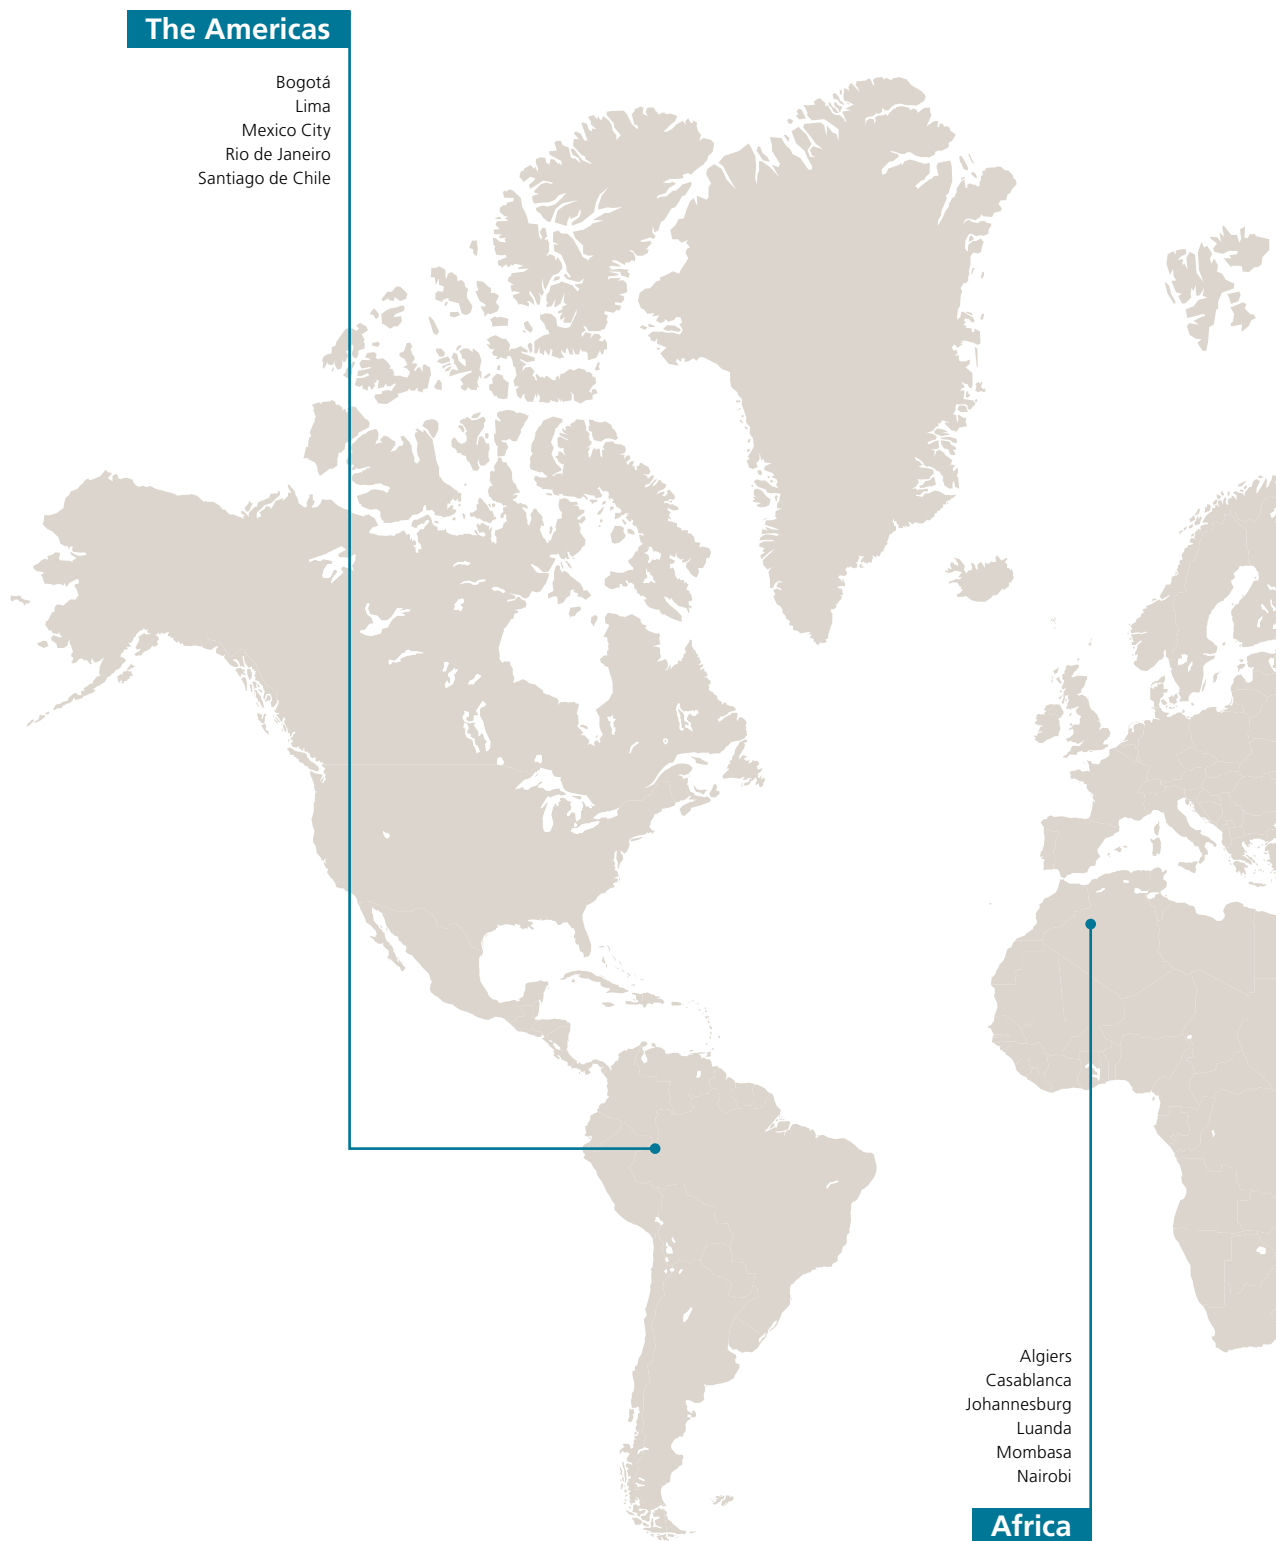 The Americas
Bogotá
Lima
Mexico City
Rio de Janeiro
Santiago de Chile
Algiers
Casablanca
Johannesburg
Luanda
Mombasa
Nairobi
Africa